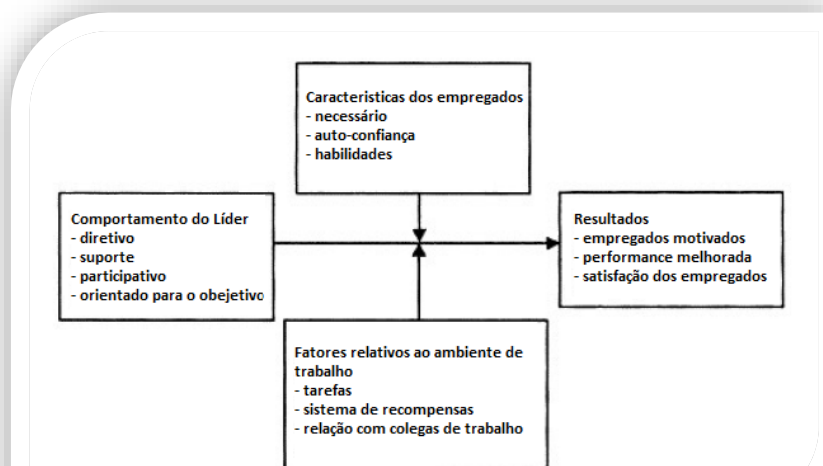 Caracteristicas dos empregados
- necessário
- auto-confiança
- habilidades
Comportamento do Líder
- diretivo
- suporte
- participativo
- orientado para o obejetivo
Resultados
- empregados motivados
- performance melhorada
- satisfação dos empregados
Fatores relativos ao ambiente de
trabalho
- tarefas
- sistema de recompensas
- relação com colegas de trabalho